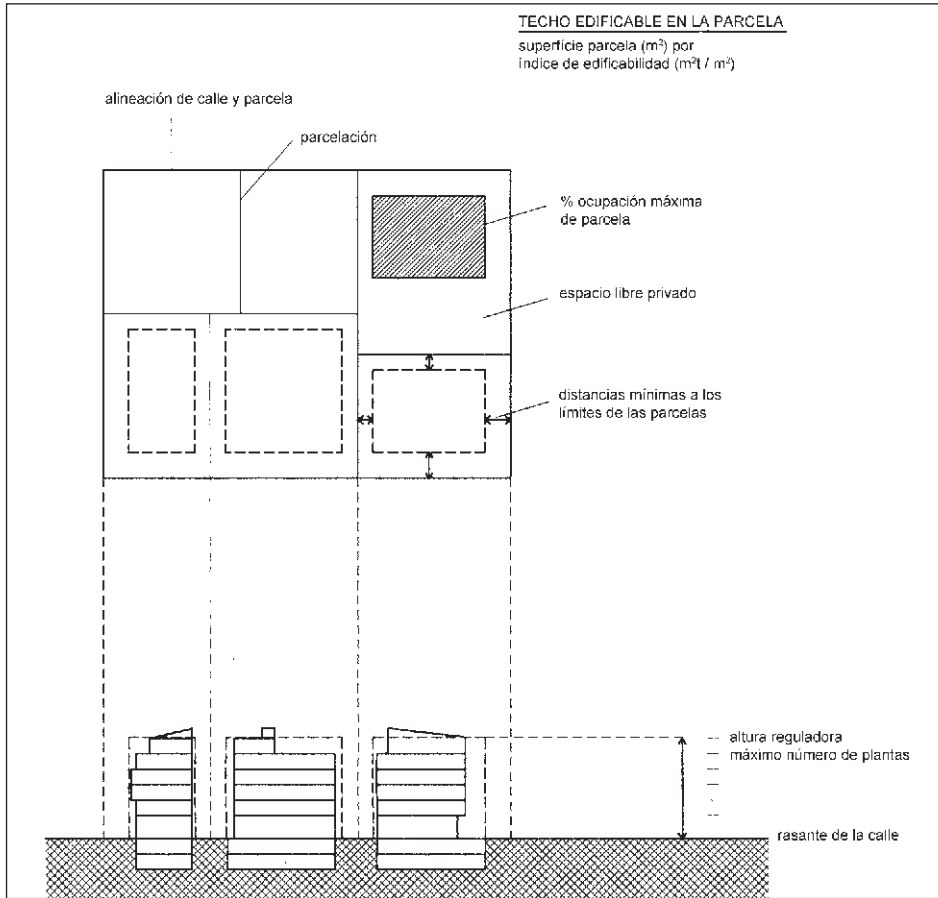 TECHO EDIFICABLE EN LA PARCELA
superfície parcela (m²) por
índice de edificabilidad (m²t / m²)
alineación de calle y parcela
parcelación
% ocupación máxima
de parcela
espacio libre privado
distancias mínimas a los
límites de las parcelas
altura reguladora
máximo número de plantas
rasante de la calle